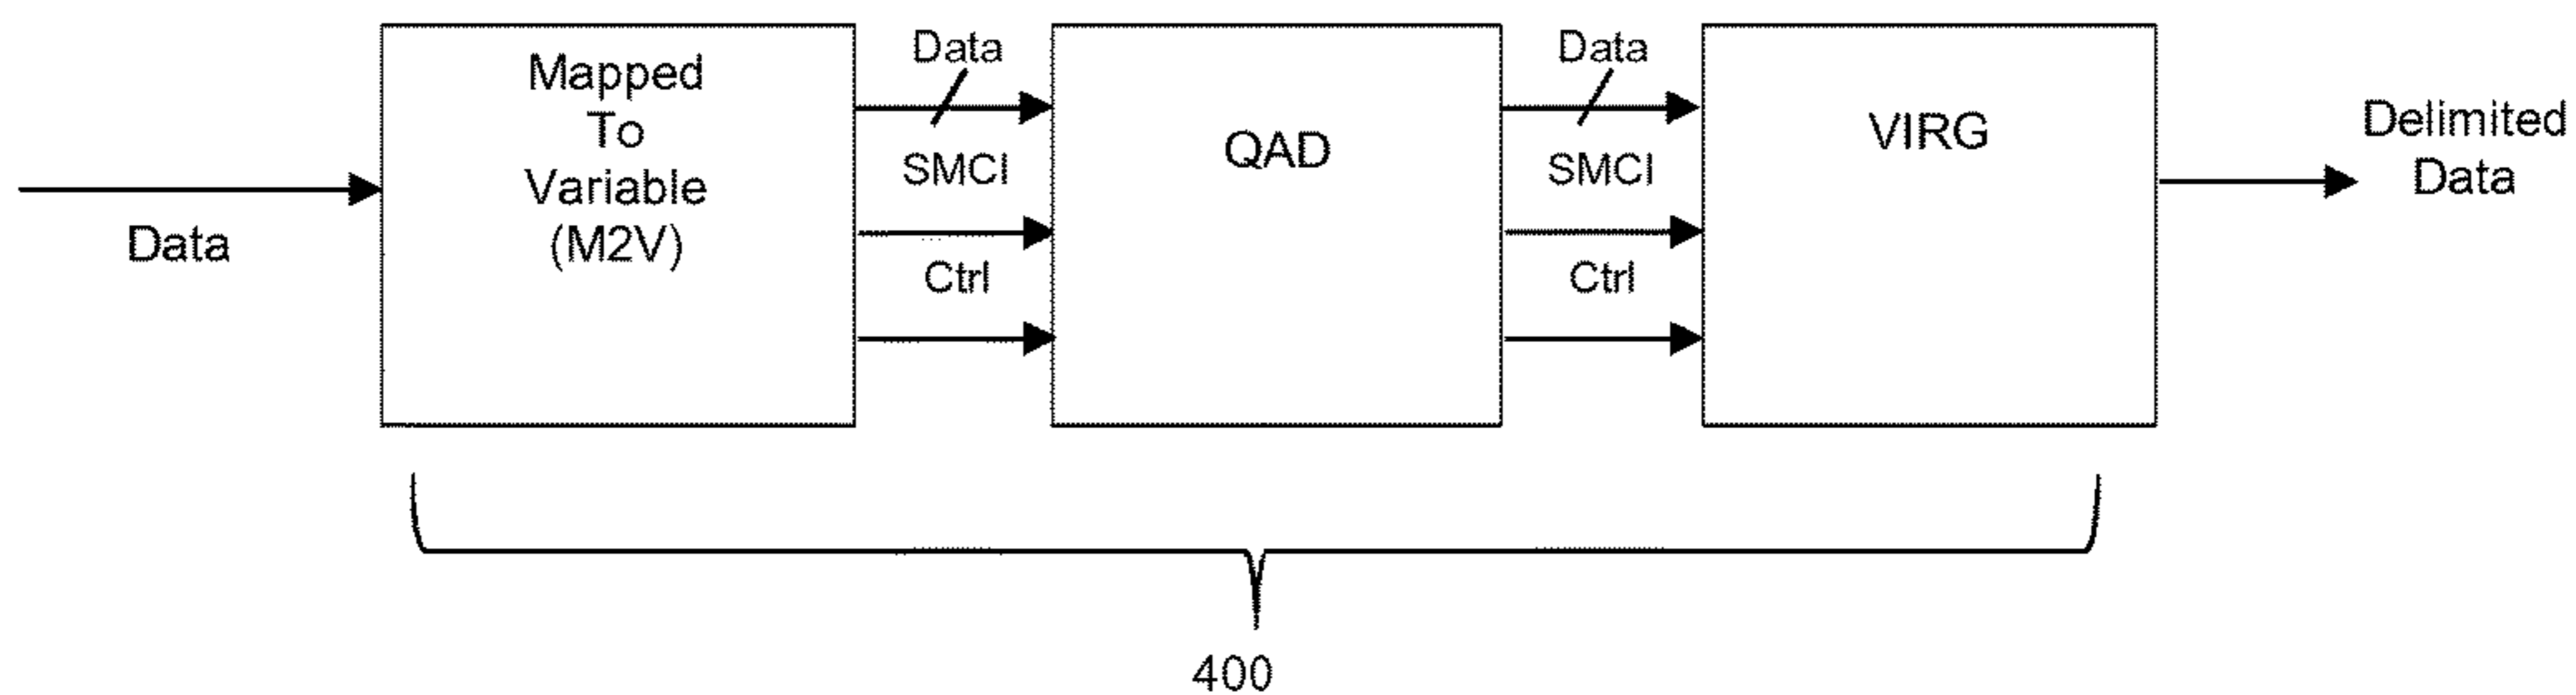 Data
Mapped
To
Variable
(M2V)
Data
SMCI
Ctrl
QAD
Data
SMCI
Ctrl
VIRG
Delimited
Data
400